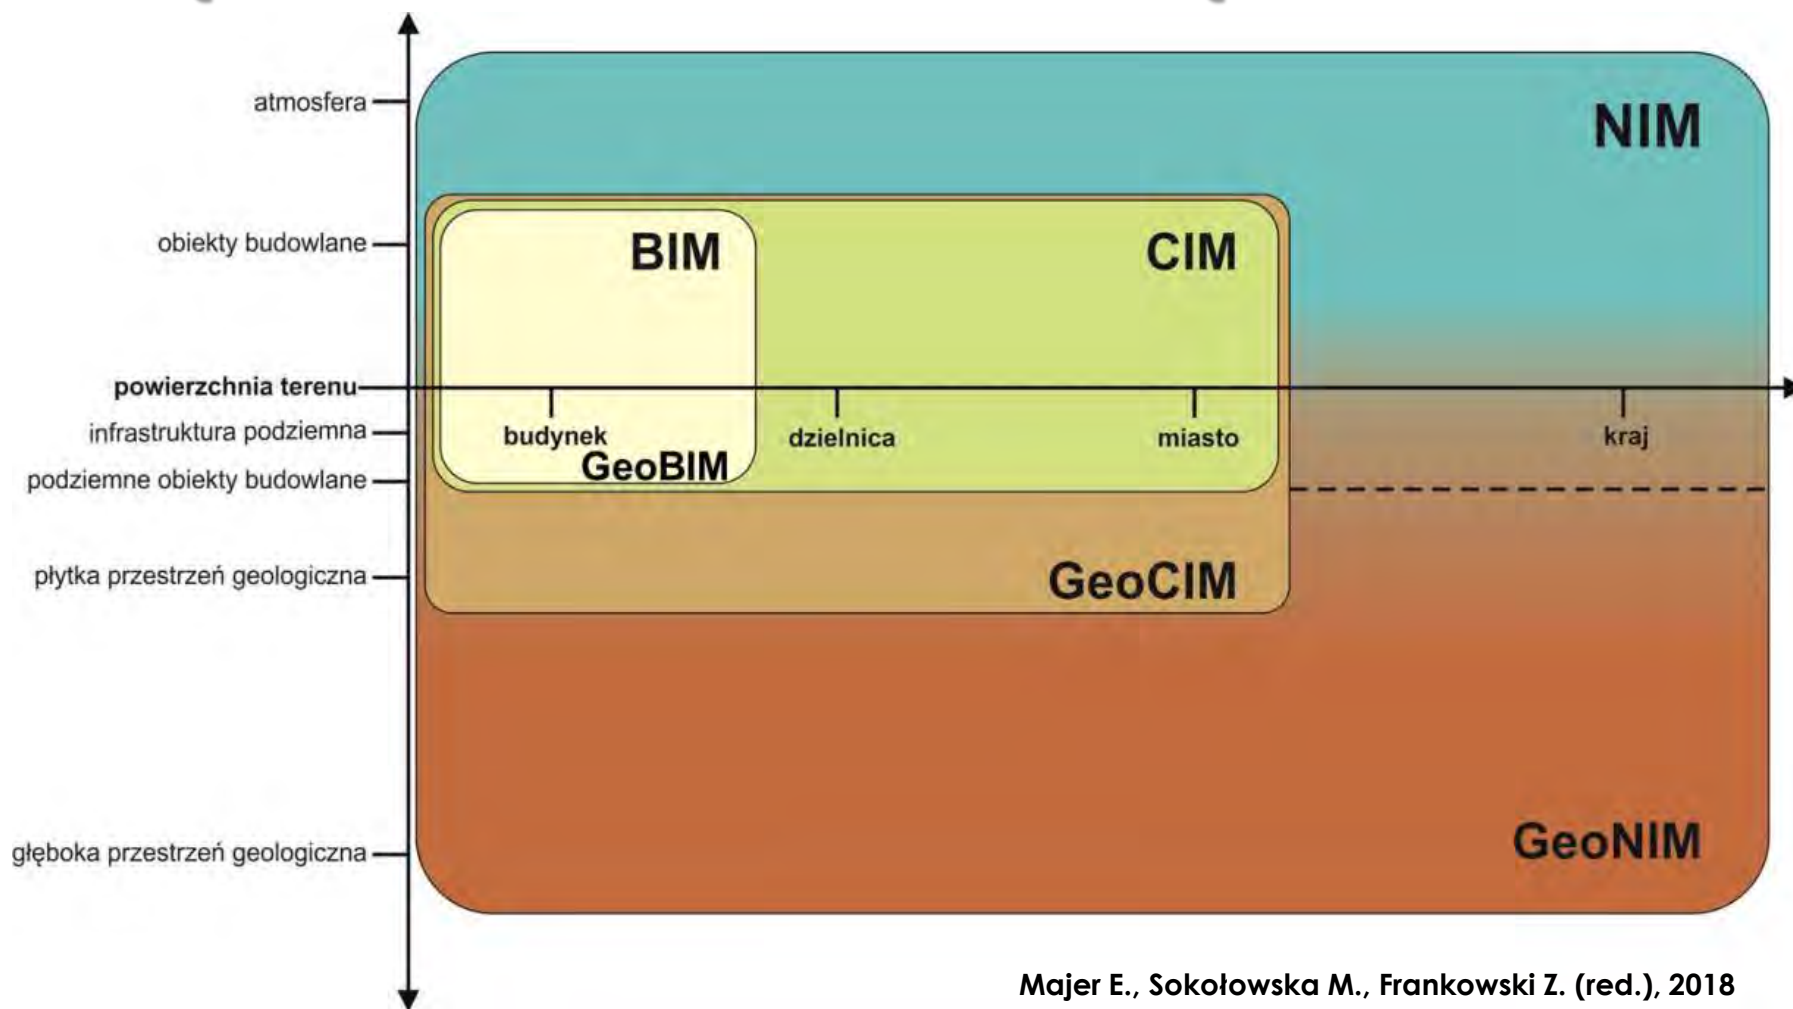 atmosfera
NIM
obiekty budowlane
BIM
CIM
powierzchnia terenu
infrastruktura podziemna
budynek
dzielnica
miasto
kraj
GeoBIM
podziemne obiekty budowlane
płytka przestrzeń geologiczna
GeoCIM
głęboka przestrzeń geologiczna
GeoNIM
Majer E., Sokołowska M., Frankowski Z. (red.), 2018